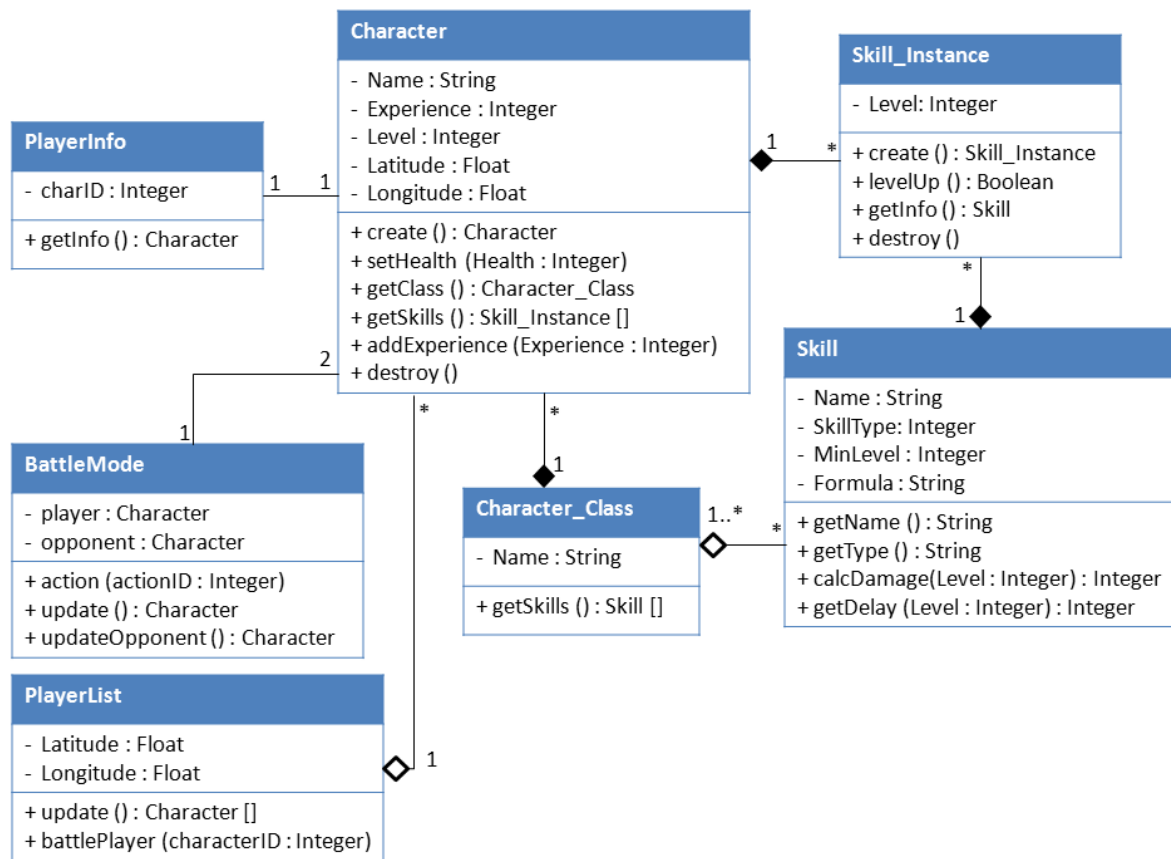 Character
- Name : String
- Experience : Integer
- Level : Integer
- Latitude : Float
- Longitude : Float
+ create () : Character
+ setHealth (Health : Integer)
+ getClass () : Character_Class
+ getSkills () : Skill_Instance []
+ addExperience (Experience : Integer)
+ destroy ()
Skill_Instance
- Level: Integer
+ create () : Skill_Instance
+ levelUp () : Boolean
+ getInfo () : Skill
+ destroy ()
1
*
PlayerInfo
- charID : Integer
+ getInfo () : Character
1
1
*
1
Skill
- Name : String
- SkillType: Integer
- MinLevel : Integer
- Formula : String
+ getName () : String
+ getType () : String
+ calcDamage(Level : Integer) : Integer
+ getDelay (Level : Integer) : Integer
2
1
*
*
1
BattleMode
- player : Character
- opponent : Character
+ action (actionID : Integer)
+ update () : Character
+ updateOpponent () : Character
Character_Class
- Name : String
+ getSkills () : Skill []
1..*
*
PlayerList
- Latitude : Float
- Longitude : Float
+ update () : Character []
+ battlePlayer (characterID : Integer)
1